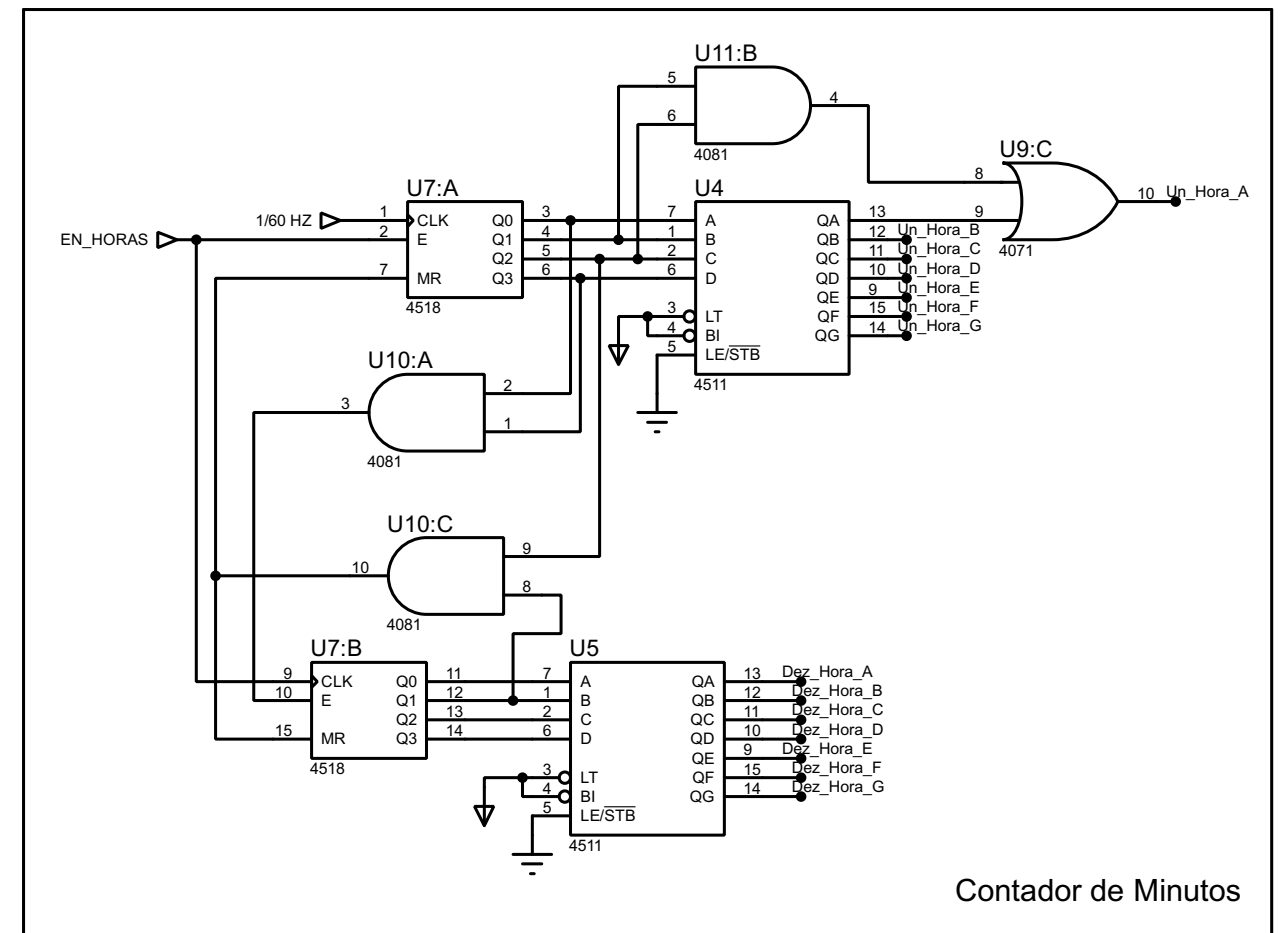 U11:B
5
4
6
4081
U9:C
8
10 Un_Hora_A
9
4071
U7:A
1/60 HZ
1 CLK Q0 3
EN_HORAS
2 E Q1 4
Q2 5
7 MR Q3 6
4518
U4
7 A QA 13
1 B QB 12 Un_Hora_B
2 C QC 11 Un_Hora_C
6 D QD 10 Un_Hora_D
QE 9 Un_Hora_E
3 LT QF 15 Un_Hora_F
4 BI QG 14 Un_Hora_G
5 LE/STB
4511
U10:A
2
3
1
4081
U10:C
9
10
8
4081
U7:B
9 CLK Q0 11
10 E Q1 12
Q2 13
15 MR Q3 14
4518
U5
7 A QA 13 Dez_Hora_A
1 B QB 12 Dez_Hora_B
2 C QC 11 Dez_Hora_C
6 D QD 10 Dez_Hora_D
QE 9 Dez_Hora_E
3 LT QF 15 Dez_Hora_F
4 BI QG 14 Dez_Hora_G
5 LE/STB
4511
Contador de Minutos